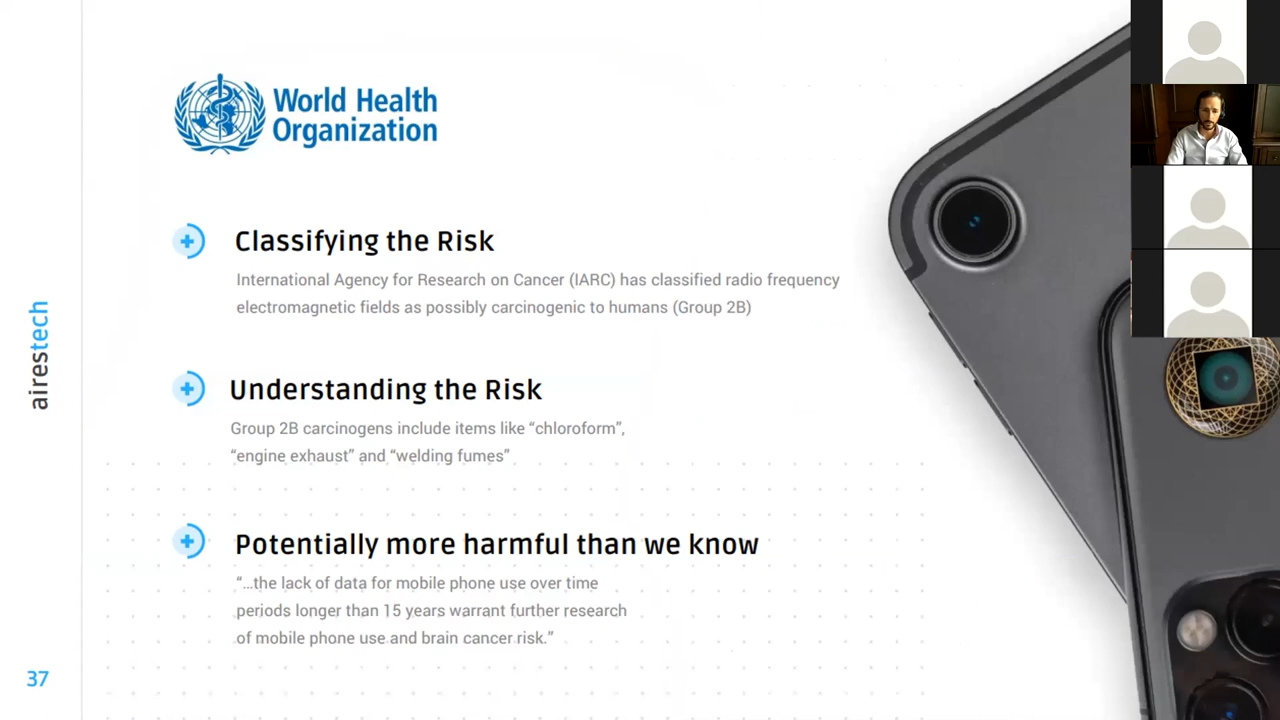 World Health
Organization
Classifying the Risk
International Agency for Research on Cancer (IARC) has classified radio frequency
electromagnetic fields as possibly carcinogenic to humans (Group 2B)
Understanding the Risk
Group 2B carcinogens include items like “chloroform”,
“engine exhaust” and “welding fumes”
Potentially more harmful than we know
“…the lack of data for mobile phone use over time
periods longer than 15 years warrant further research
of mobile phone use and brain cancer risk.”
airestech
37